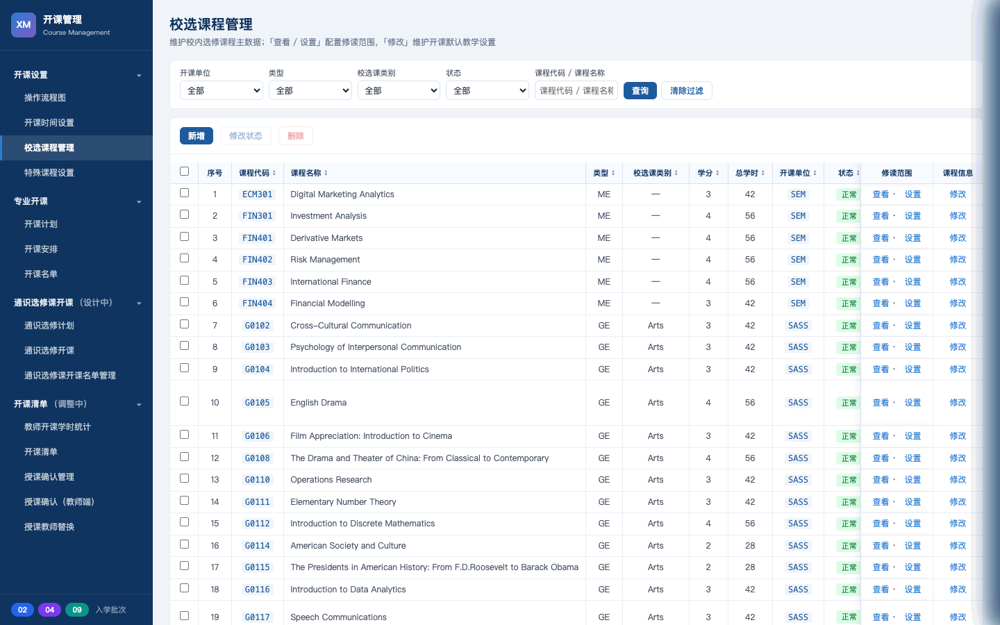 XM
开课管理
Course Management
开课设置
操作流程图
开课时间设置
校选课程管理
特殊课程设置
专业开课
开课计划
开课安排
开课名单
通识选修课开课（设计中）
通识选修计划
通识选修开课
通识选修课开课名单管理
开课清单（调整中）
教师开课学时统计
开课清单
授课确认管理
授课确认（教师端）
授课教师替换
02 04 09 入学批次
校选课程管理
维护校内选修课程主数据；「查看 / 设置」配置修读范围，「修改」维护开课默认教学设置
开课单位 类型 校选课类别 状态 课程代码 / 课程名称
全部 全部 全部 全部 课程代码 / 课程名称 查询 清除过滤
新增 修改状态 删除
序号 课程代码 ↕ 课程名称 ↕ 类型 ↕ 校选课类别 ↕ 学分 ↕ 总学时 ↕ 开课单位 ↕ 状态 ↕ 修读范围 课程信息
1 ECM301 Digital Marketing Analytics ME — 3 42 SEM 正常 查看 · 设置 修改
2 FIN301 Investment Analysis ME — 4 56 SEM 正常 查看 · 设置 修改
3 FIN401 Derivative Markets ME — 4 56 SEM 正常 查看 · 设置 修改
4 FIN402 Risk Management ME — 4 56 SEM 正常 查看 · 设置 修改
5 FIN403 International Finance ME — 4 56 SEM 正常 查看 · 设置 修改
6 FIN404 Financial Modelling ME — 3 42 SEM 正常 查看 · 设置 修改
7 G0102 Cross-Cultural Communication GE Arts 3 42 SASS 正常 查看 · 设置 修改
8 G0103 Psychology of Interpersonal Communication GE Arts 3 42 SASS 正常 查看 · 设置 修改
9 G0104 Introduction to International Politics GE Arts 3 42 SASS 正常 查看 · 设置 修改
10 G0105 English Drama GE Arts 4 56 SASS 正常 查看 · 设置 修改
11 G0106 Film Appreciation: Introduction to Cinema GE Arts 3 42 SASS 正常 查看 · 设置 修改
12 G0108 The Drama and Theater of China: From Classical to Contemporary GE Arts 4 56 SASS 正常 查看 · 设置 修改
13 G0110 Operations Research GE Arts 3 42 SASS 正常 查看 · 设置 修改
14 G0111 Elementary Number Theory GE Arts 3 42 SASS 正常 查看 · 设置 修改
15 G0112 Introduction to Discrete Mathematics GE Arts 4 56 SASS 正常 查看 · 设置 修改
16 G0114 American Society and Culture GE Arts 2 28 SASS 正常 查看 · 设置 修改
17 G0115 The Presidents in American History: From F.D.Roosevelt to Barack Obama GE Arts 2 28 SASS 正常 查看 · 设置 修改
18 G0116 Introduction to Data Analytics GE Arts 3 42 SASS 正常 查看 · 设置 修改
19 G0117 Speech Communications GE Arts 3 42 SASS 正常 查看 · 设置 修改